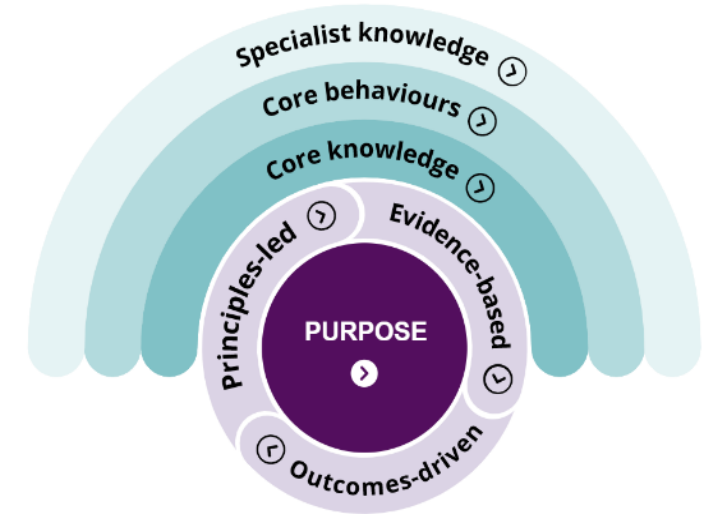 Specialist knowledge
Core behaviours
Core knowledge
Principles-led
Evidence-based
PURPOSE
Outcomes-driven